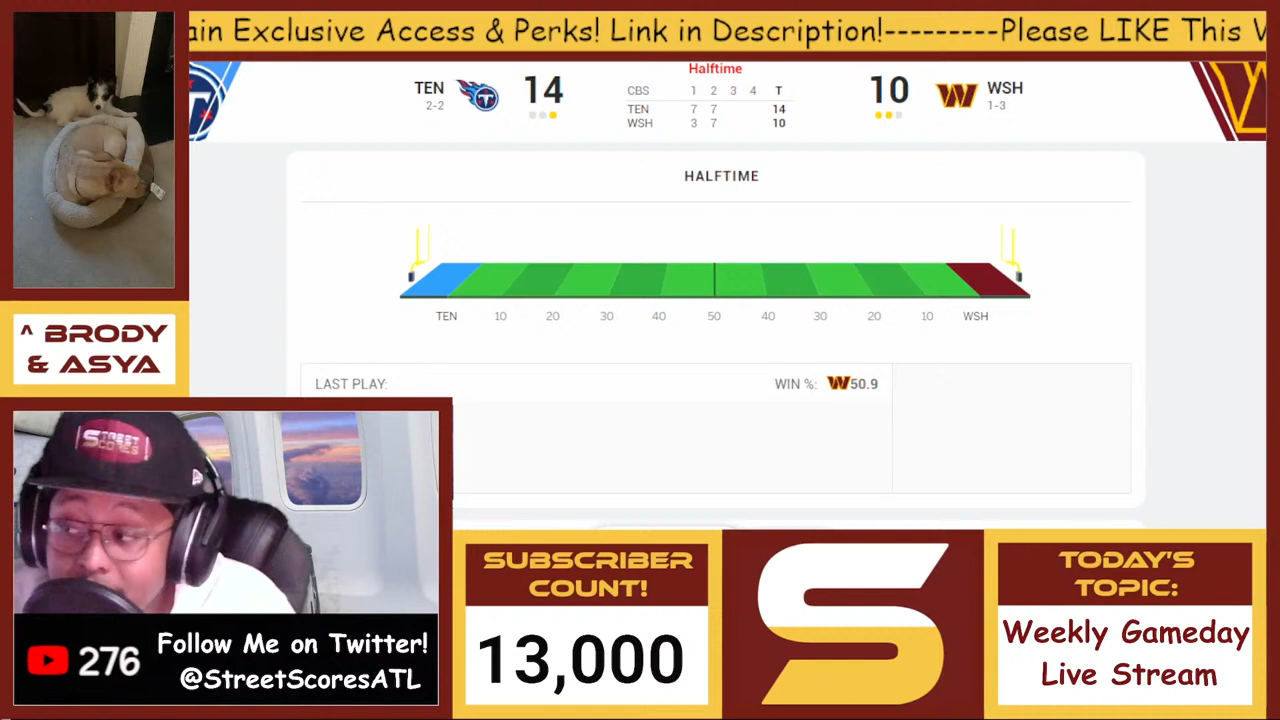 ain Exclusive Access & Perks! Link in Description!---------Please LIKE This V
Halftime
TEN
2-2
14
CBS 1 2 3 4 T
TEN 7 7 14
WSH 3 7 10
10
WSH
1-3
HALFTIME
TEN 10 20 30 40 50 40 30 20 10 WSH
LAST PLAY:
WIN %: W 50.9
^ BRODY
& ASYA
STREET
SCORES
276
Follow Me on Twitter!
@StreetScoresATL
SUBSCRIBER
COUNT!
13,000
S
TODAY'S
TOPIC:
Weekly Gameday
Live Stream